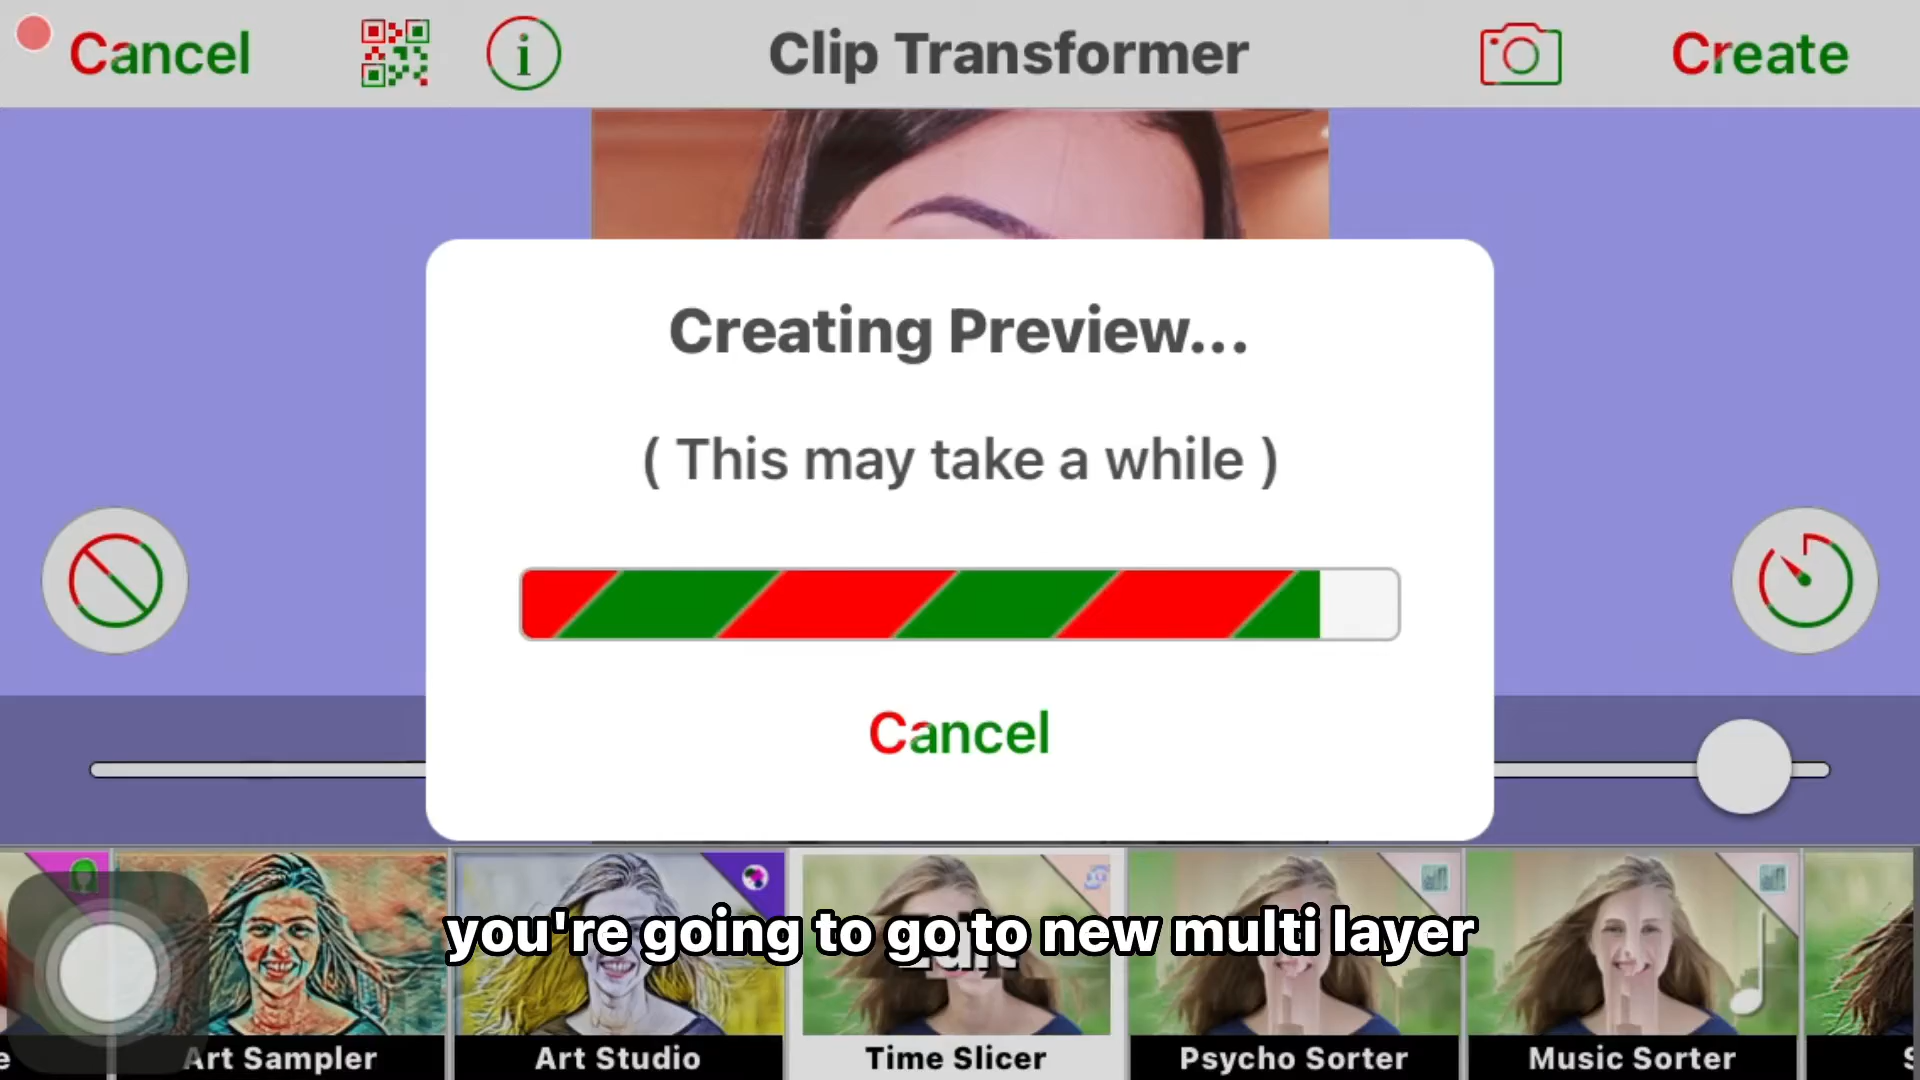 Cancel
i
Clip Transformer
Create
Creating Preview...
( This may take a while )
Cancel
you're going to go to new multi layer
Edit
e
Art Sampler
Art Studio
Time Slicer
Psycho Sorter
Music Sorter
S